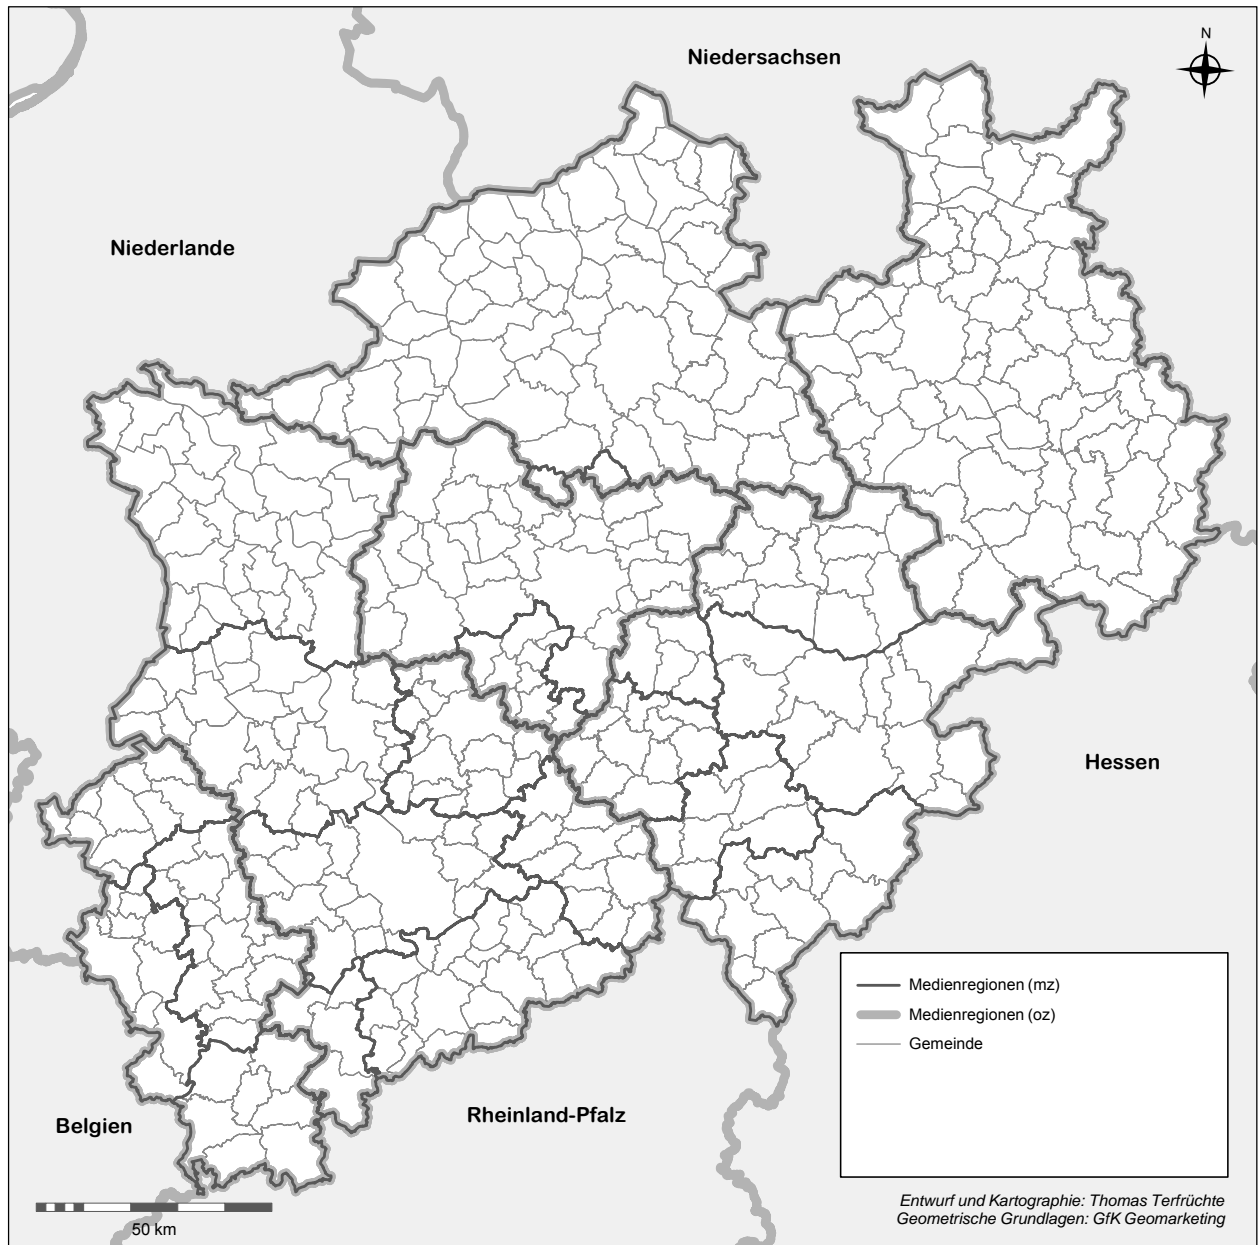 N
Niedersachsen
Niederlande
Hessen
Medienregionen (mz)
Medienregionen (oz)
Gemeinde
Belgien
Rheinland-Pfalz
50 km
Entwurf und Kartographie: Thomas Terfrüchte
Geometrische Grundlagen: GfK Geomarketing